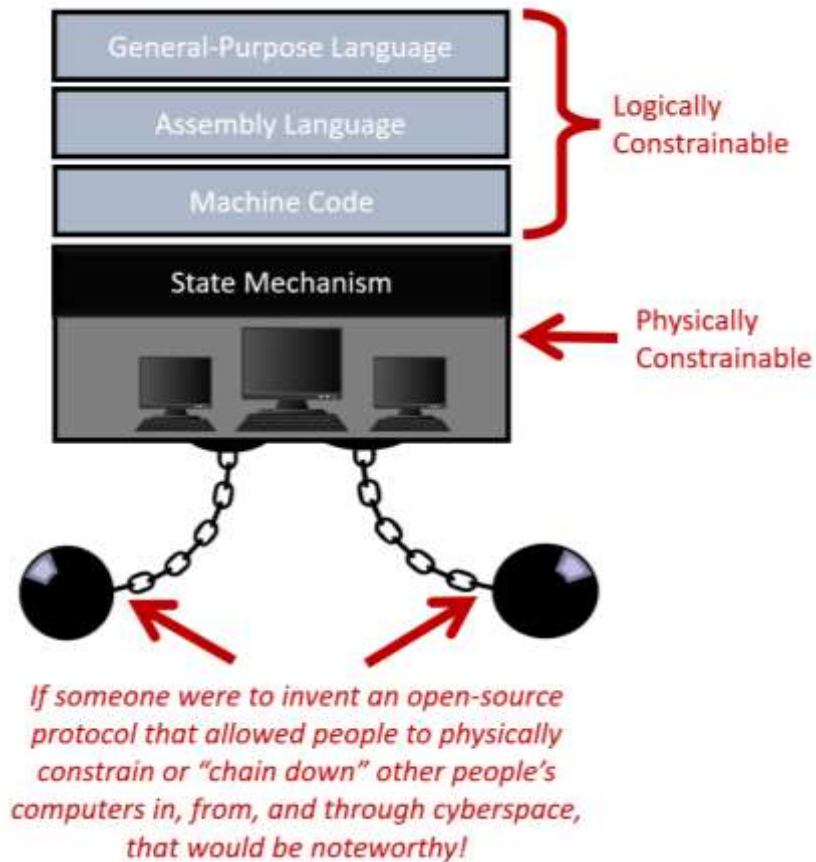 General-Purpose Language
Assembly Language
Machine Code
State Mechanism
Logically
Constrainable
Physically
Constrainable
If someone were to invent an open-source
protocol that allowed people to physically
constrain or “chain down” other people’s
computers in, from, and through cyberspace,
that would be noteworthy!